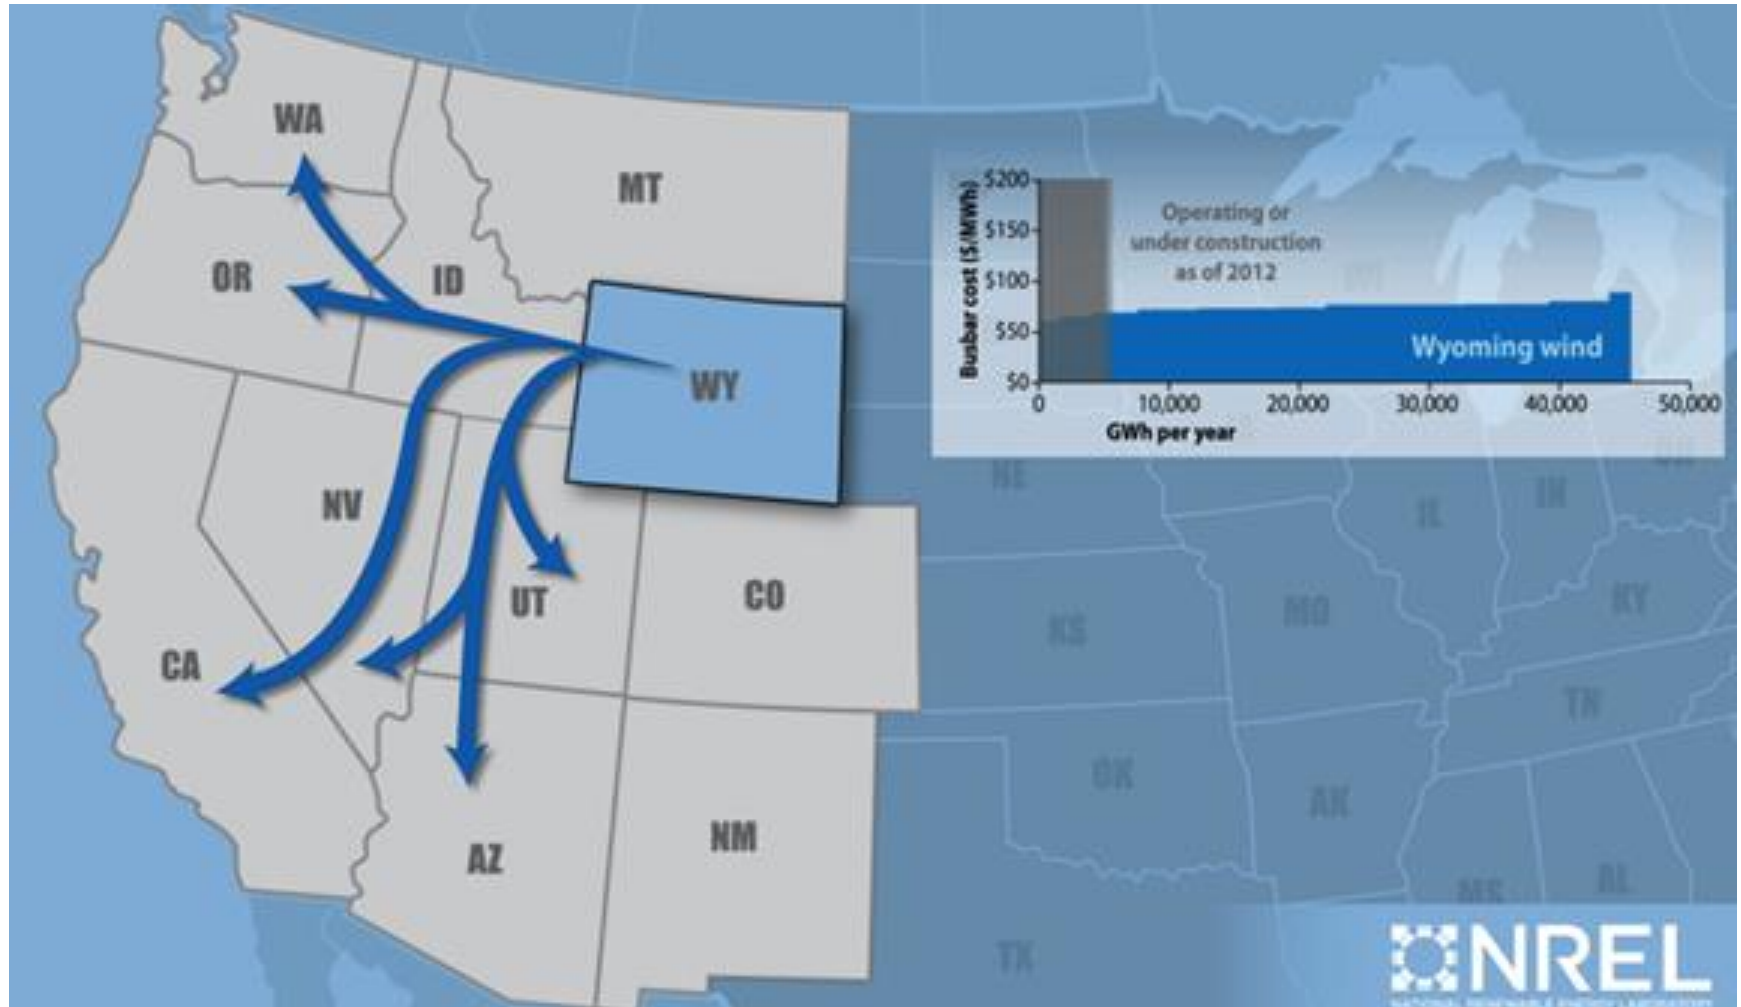 WA
MT
OR
ID
WY
NV
UT
CO
CA
AZ
NM
NE
IL
IN
KS
MO
KY
TN
OK
AK
MS
AL
TX
Busbar cost ($/MWh)
$200
$150
$100
$50
$0
Operating or
under construction
as of 2012
Wyoming wind
0 10,000 20,000 30,000 40,000 50,000
GWh per year
NREL